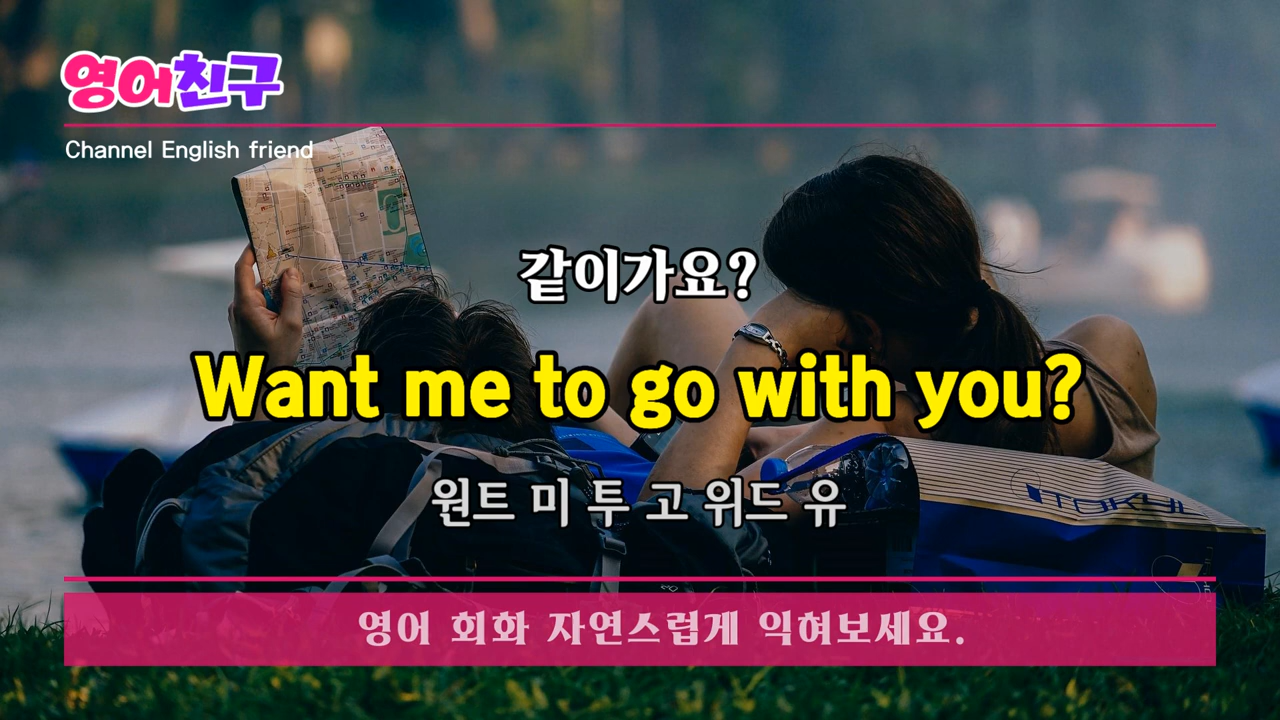 영어친구
Channel English friend
같이가요?
Want me to go with you?
원트 미 투 고 위드 유
TOKYU
영어 회화 자연스럽게 익혀보세요.